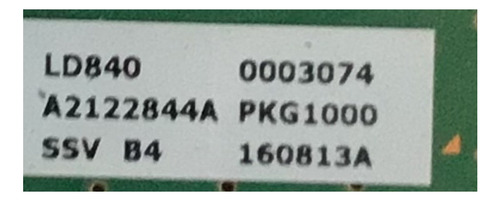 LD840 0003074
A2122844A PKG1000
SSV B4 160813A